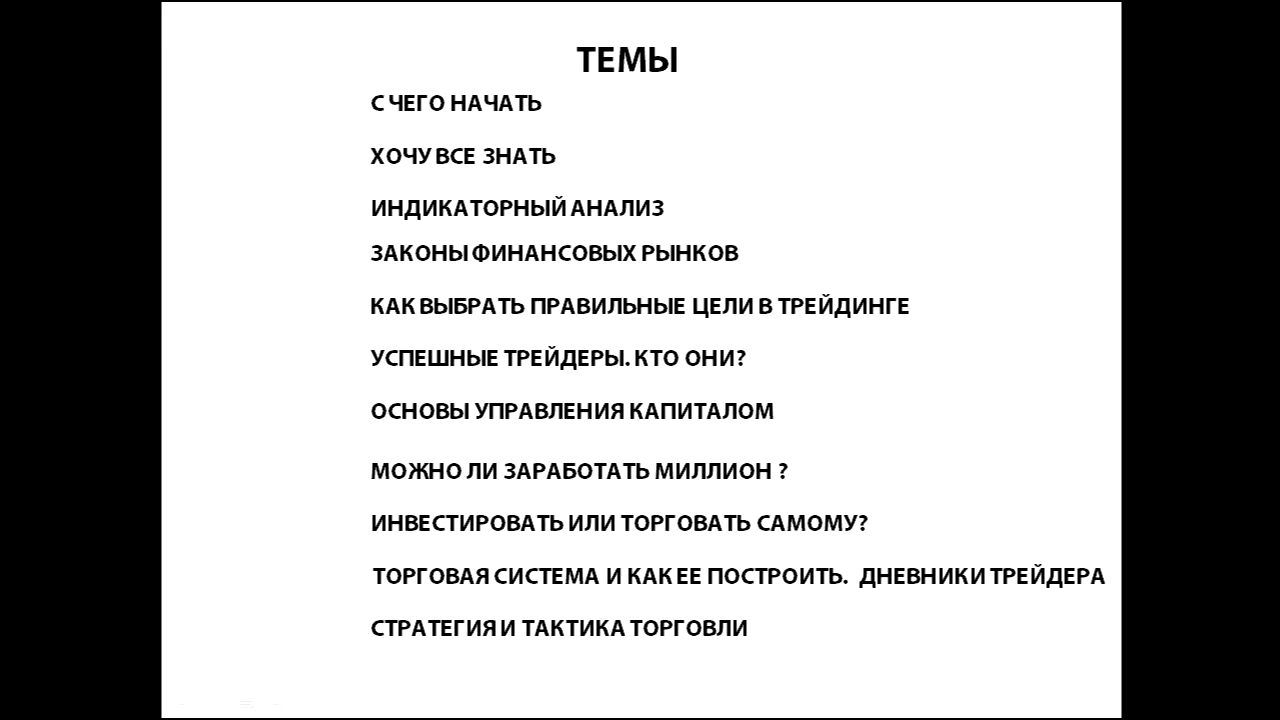 ТЕМЫ
С ЧЕГО НАЧАТЬ
ХОЧУ ВСЕ ЗНАТЬ
ИНДИКАТОРНЫЙ АНАЛИЗ
ЗАКОНЫ ФИНАНСОВЫХ РЫНКОВ
КАК ВЫБРАТЬ ПРАВИЛЬНЫЕ ЦЕЛИ В ТРЕЙДИНГЕ
УСПЕШНЫЕ ТРЕЙДЕРЫ. КТО ОНИ?
ОСНОВЫ УПРАВЛЕНИЯ КАПИТАЛОМ
МОЖНО ЛИ ЗАРАБОТАТЬ МИЛЛИОН ?
ИНВЕСТИРОВАТЬ ИЛИ ТОРГОВАТЬ САМОМУ?
ТОРГОВАЯ СИСТЕМА И КАК ЕЕ ПОСТРОИТЬ. ДНЕВНИКИ ТРЕЙДЕРА
СТРАТЕГИЯ И ТАКТИКА ТОРГОВЛИ